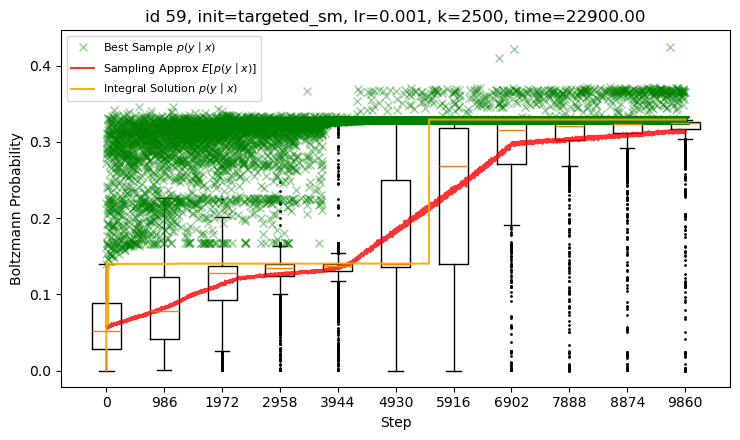 id 59, init=targeted_sm, lr=0.001, k=2500, time=22900.00
Best Sample p(y | x)
Sampling Approx E[p(y | x)]
Integral Solution p(y | x)
Boltzmann Probability
0.4
0.3
0.2
0.1
0.0
0 986 1972 2958 3944 4930 5916 6902 7888 8874 9860
Step